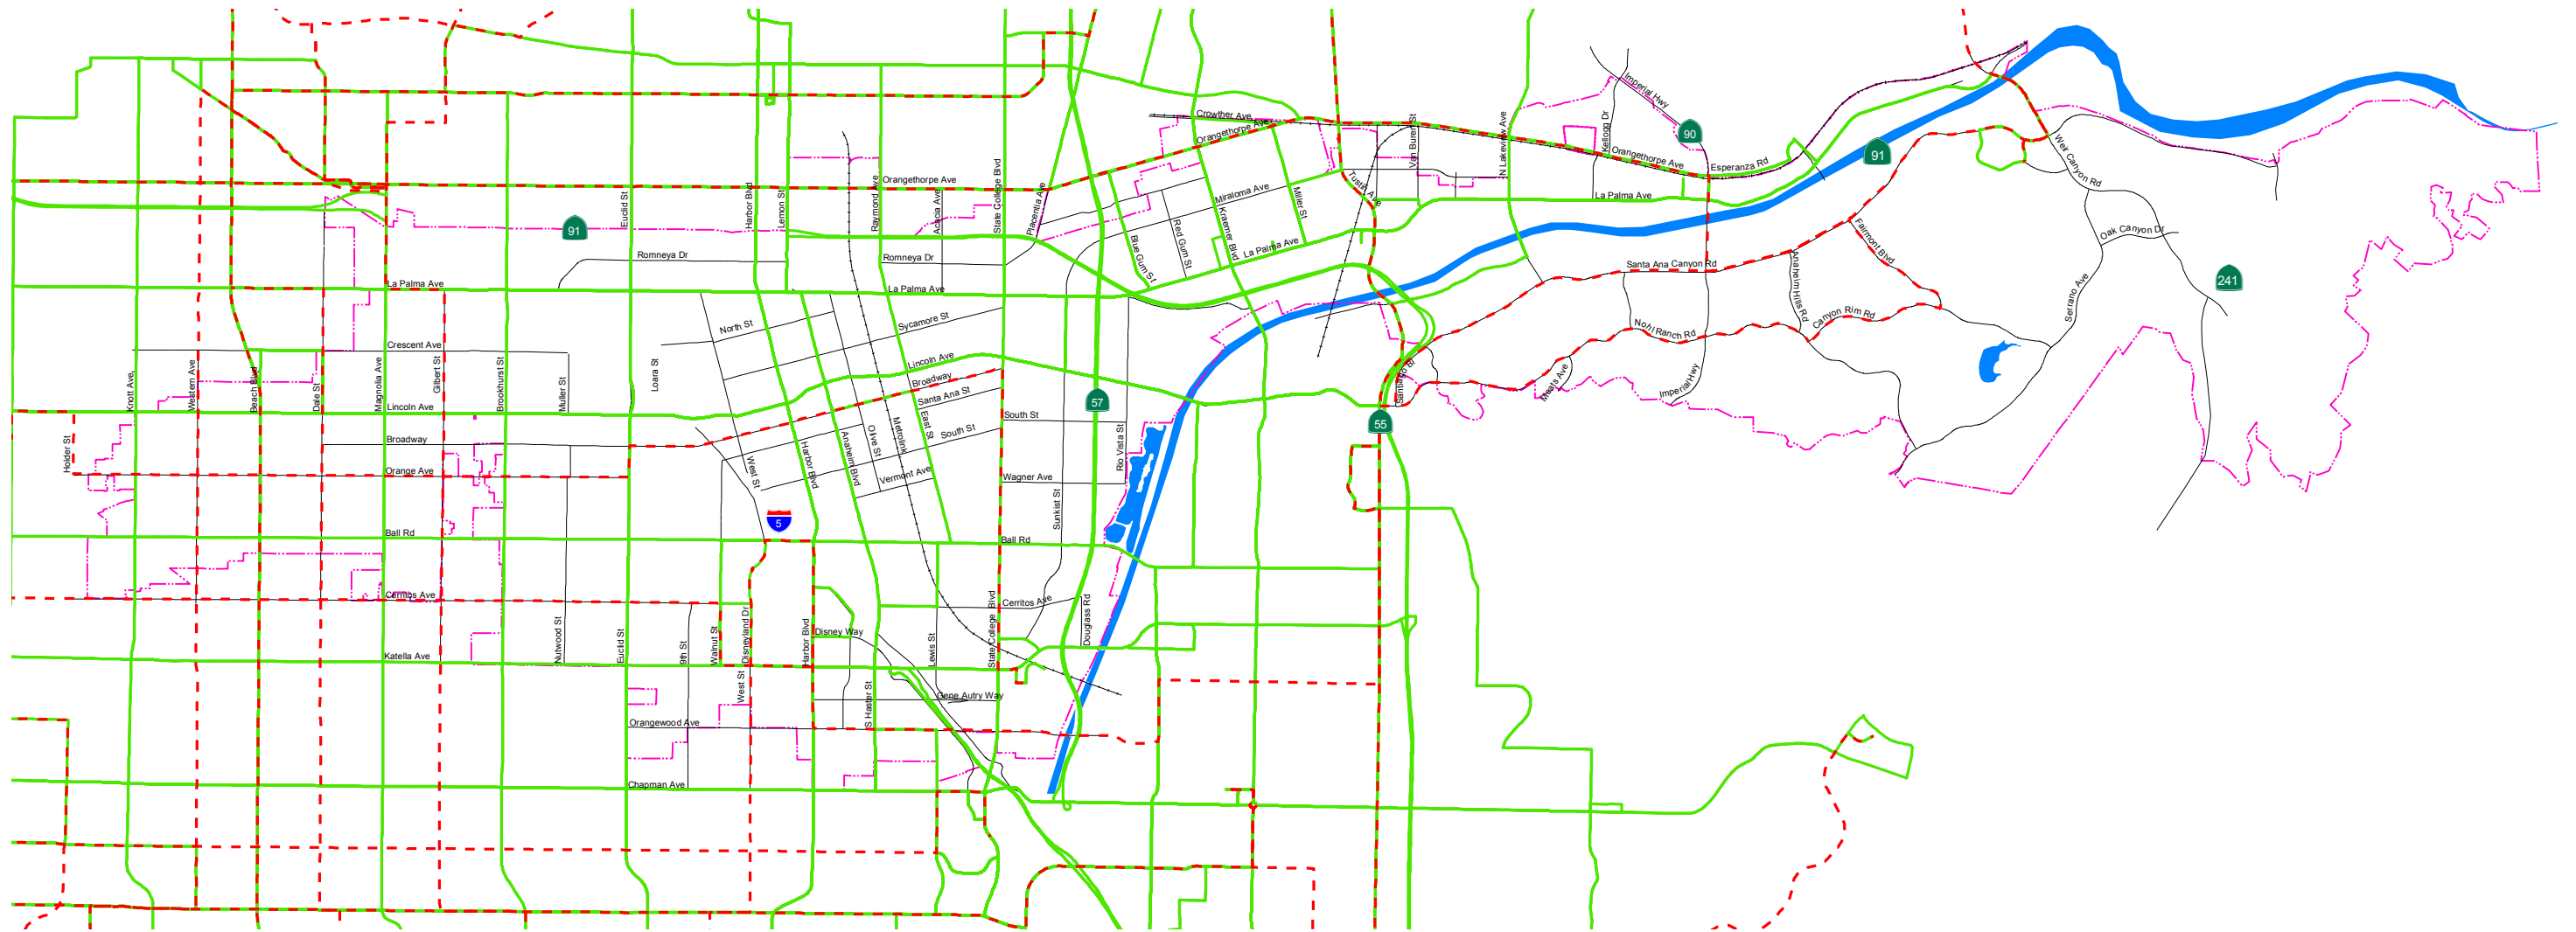 Imperial Hwy
Crowther Ave
Orangethorpe Ave
90
Van Buren St
N Lakeview Ave
Kellogg Dr
Orangethorpe Ave
Esperanza Rd
91
Weir Canyon Rd
Orangethorpe Ave
Euclid St
Harbor Blvd
Lemon St
Raymond Ave
Acacia Ave
State College Blvd
Placentia Ave
Miraloma Ave
Miller St
Tustin Ave
La Palma Ave
91
Blue Gum St
Red Gum St
Kraemer Blvd
La Palma Ave
Fairmont Blvd
Oak Canyon Dr
Romneya Dr
Romneya Dr
Santa Ana Canyon Rd
Anaheim Hills Rd
Serrano Ave
241
La Palma Ave
La Palma Ave
North St
Sycamore St
Nohl Ranch Rd
Canyon Rim Rd
Crescent Ave
Lincoln Ave
Knott Ave
Western Ave
Beach Blvd
Dale St
Magnolia Ave
Gilbert St
Brookhurst St
Muller St
Loara St
Broadway
Santa Ana St
Meats Ave
Imperial Hwy
Lincoln Ave
57
55
East St
South St
South St
Holder St
Broadway
Orange Ave
West St
Harbor Blvd
Anaheim Blvd
Olive St
Metrolink
Vermont Ave
Wagner Ave
Rio Vista St
Sunkist St
5
Ball Rd
Ball Rd
Cerritos Ave
Cerritos Ave
Douglass Rd
Nutwood St
Euclid St
9th St
Walnut St
Disneyland Dr
Harbor Blvd
Disney Way
Lewis St
State College Blvd
Katella Ave
West St
S Haster St
Gene Autry Way
Orangewood Ave
Chapman Ave